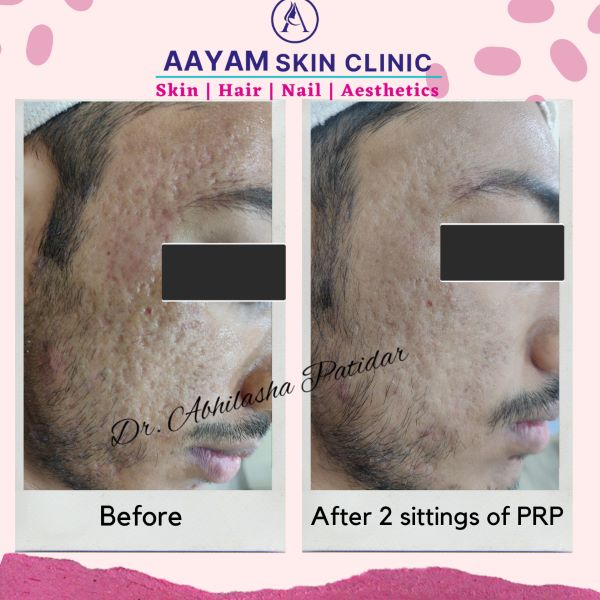 AAYAM SKIN CLINIC
Skin | Hair | Nail | Aesthetics
Dr. Abhilasha Patidar
Before
After 2 sittings of PRP